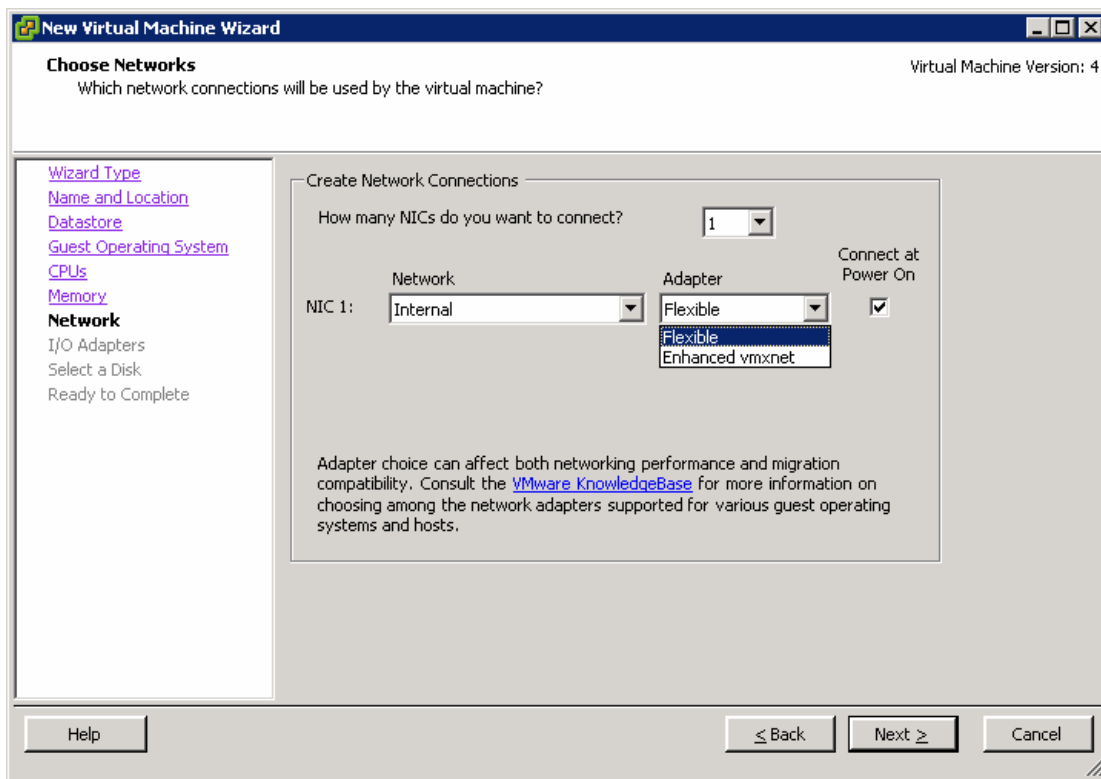 New Virtual Machine Wizard
Choose Networks
Which network connections will be used by the virtual machine?
Virtual Machine Version: 4
Wizard Type
Name and Location
Datastore
Guest Operating System
CPUs
Memory
Network
I/O Adapters
Select a Disk
Ready to Complete
Create Network Connections
How many NICs do you want to connect?
1
Network
Adapter
Connect at
Power On
NIC 1:
Internal
Flexible
Flexible
Enhanced vmxnet
Adapter choice can affect both networking performance and migration
compatibility. Consult the VMware KnowledgeBase for more information on
choosing among the network adapters supported for various guest operating
systems and hosts.
Help
< Back
Next >
Cancel